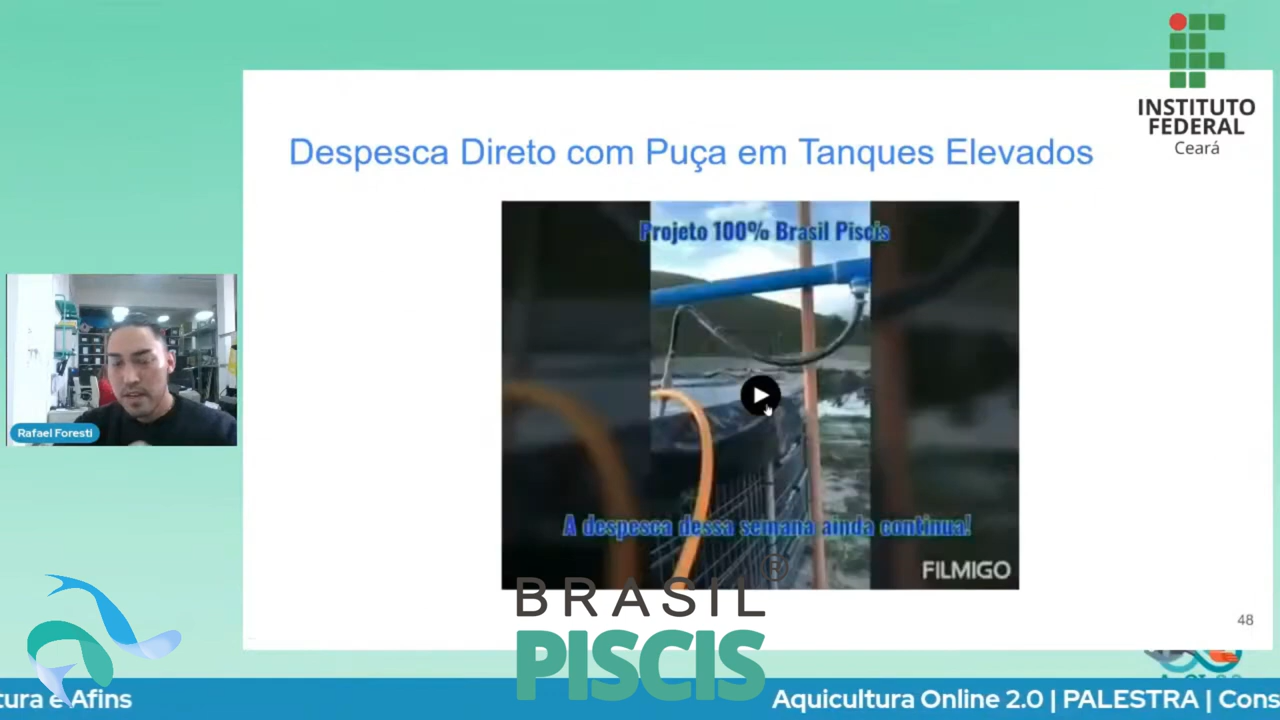 INSTITUTO
FEDERAL
Ceará
Despesca Direto com Puça em Tanques Elevados
Projeto 100% Brasil Piscis
A despesca dessa semana ainda continua!
FILMIGO
Rafael Foresti
BRASIL®
PISCIS
48
tura e Afins
Aquicultura Online 2.0 | PALESTRA | Cons